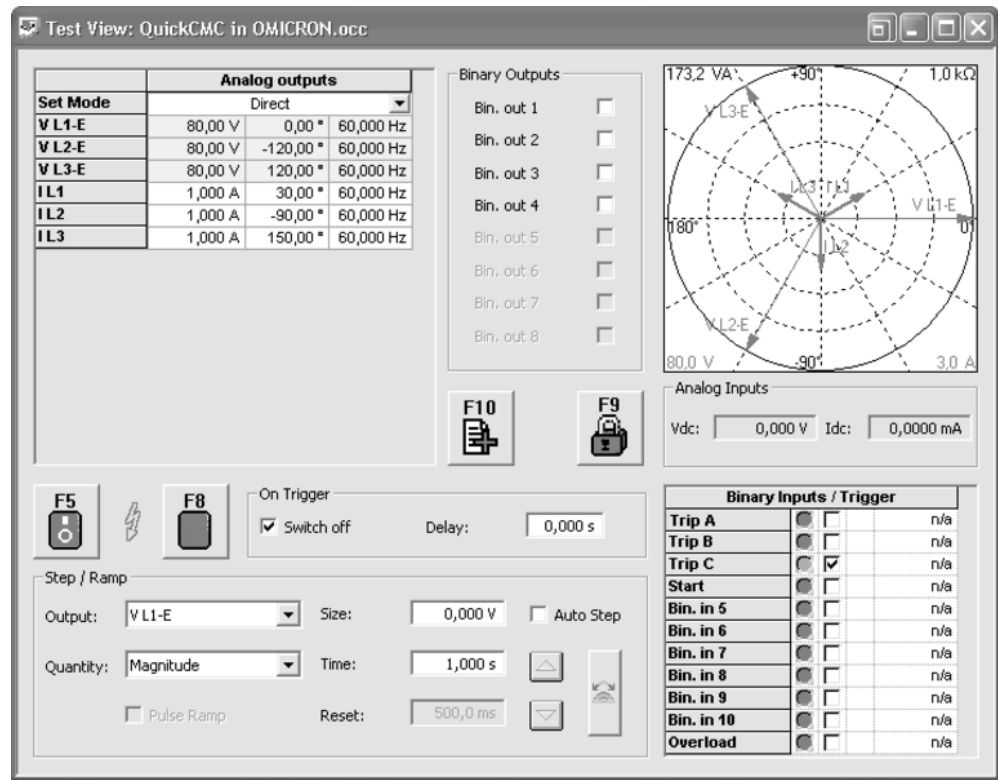 Test View: QuickCMC in OMICRON.occ
Analog outputs
Set Mode Direct
V L1-E 80,00 V 0,00 ° 60,000 Hz
V L2-E 80,00 V -120,00 ° 60,000 Hz
V L3-E 80,00 V 120,00 ° 60,000 Hz
I L1 1,000 A 30,00 ° 60,000 Hz
I L2 1,000 A -90,00 ° 60,000 Hz
I L3 1,000 A 150,00 ° 60,000 Hz
Binary Outputs
Bin. out 1
Bin. out 2
Bin. out 3
Bin. out 4
Bin. out 5
Bin. out 6
Bin. out 7
Bin. out 8
173,2 VA +90° 1,0 kΩ
V L3-E
I L3 I L1
V L1-E
180° 0°
I L2
V L2-E
80,0 V -90° 3,0 A
F10
F9
Analog Inputs
Vdc: 0,000 V Idc: 0,0000 mA
F5
F8
On Trigger
Switch off Delay: 0,000 s
Step / Ramp
Output: V L1-E Size: 0,000 V Auto Step
Quantity: Magnitude Time: 1,000 s
Pulse Ramp Reset: 500,0 ms
Binary Inputs / Trigger
Trip A n/a
Trip B n/a
Trip C n/a
Start n/a
Bin. in 5 n/a
Bin. in 6 n/a
Bin. in 7 n/a
Bin. in 8 n/a
Bin. in 9 n/a
Bin. in 10 n/a
Overload n/a